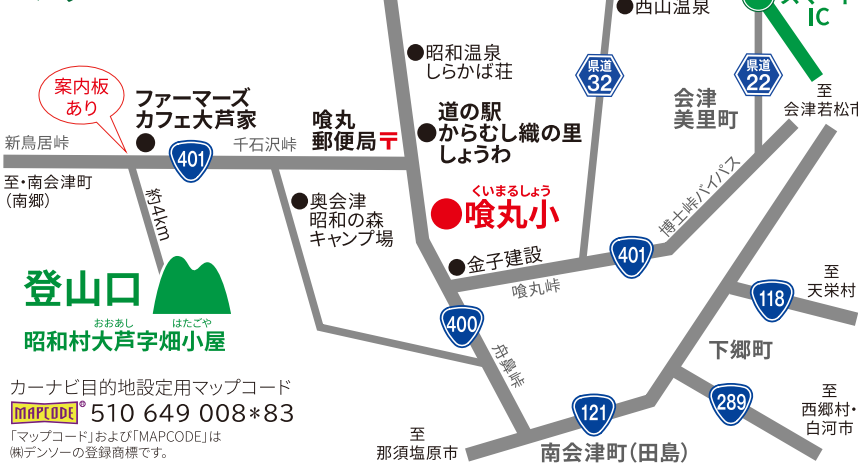 西山温泉
IC
昭和温泉
しらかば荘
県道
32
県道
22
案内板
あり
ファーマーズ
カフェ大芦家
喰丸
郵便局〒
道の駅
からむし織の里
しょうわ
会津
美里町
至
会津若松市
新鳥居峠
401
千石沢峠
至・南会津町
(南郷)
約4km
奥会津
昭和の森
キャンプ場
くいまるしょう
喰丸小
博士峠バイパス
金子建設
401
喰丸峠
至
天栄村
118
登山口
おおあし はたごや
昭和村大芦字畑小屋
400
舟鼻峠
下郷町
カーナビ目的地設定用マップコード
MAPCODE® 510 649 008*83
「マップコード」および「MAPCODE」は
㈱デンソーの登録商標です。
至
那須塩原市
121
南会津町(田島)
289
至
西郷村・
白河市